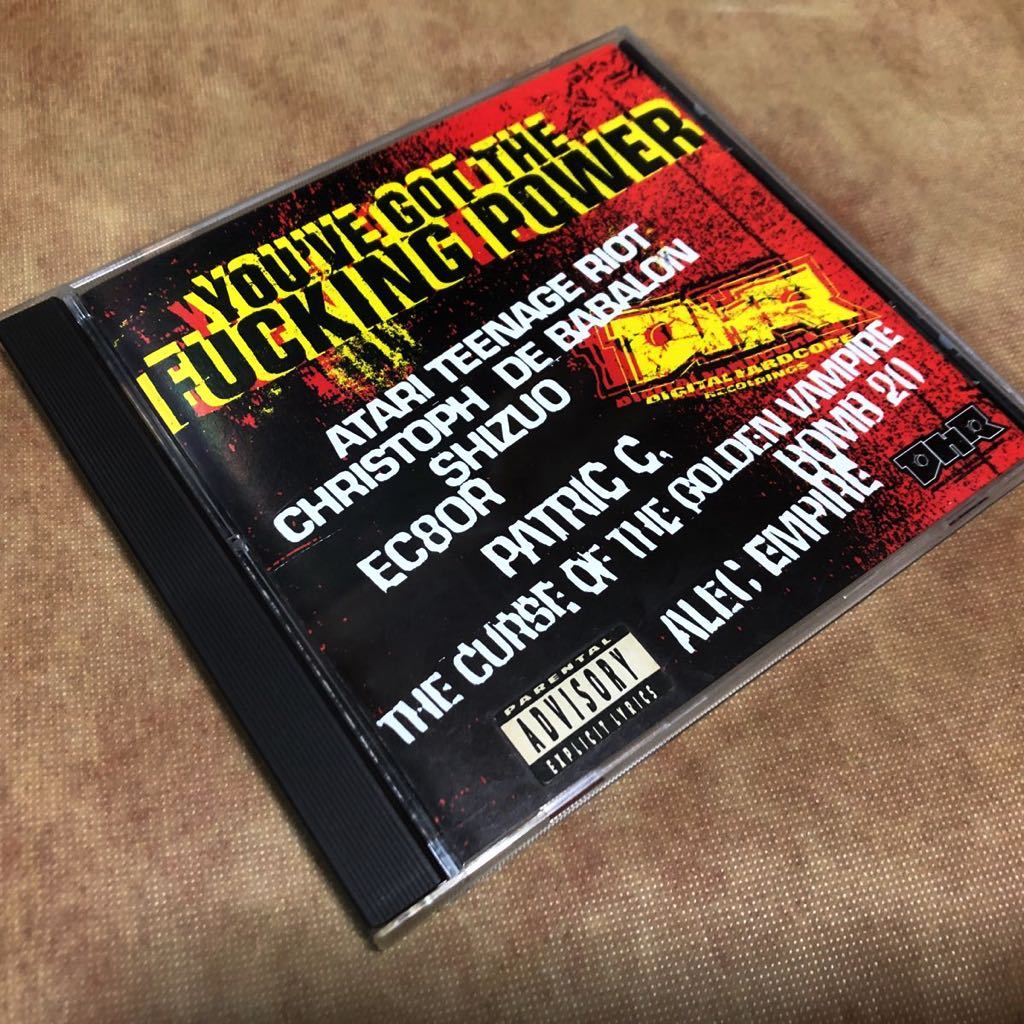 YOU'VE GOT THE
FUCKING POWER
ATARI TEENAGE RIOT
CHRISTOPH DE BABALON
SHIZUO
EC8OR
PATRIC C.
THE CURSE OF THE GOLDEN VAMPIRE
BOMB 20
ALEC EMPIRE
DHR
DIGITAL HARDCORE
RECORDINGS
DHR
PARENTAL
ADVISORY
EXPLICIT LYRICS